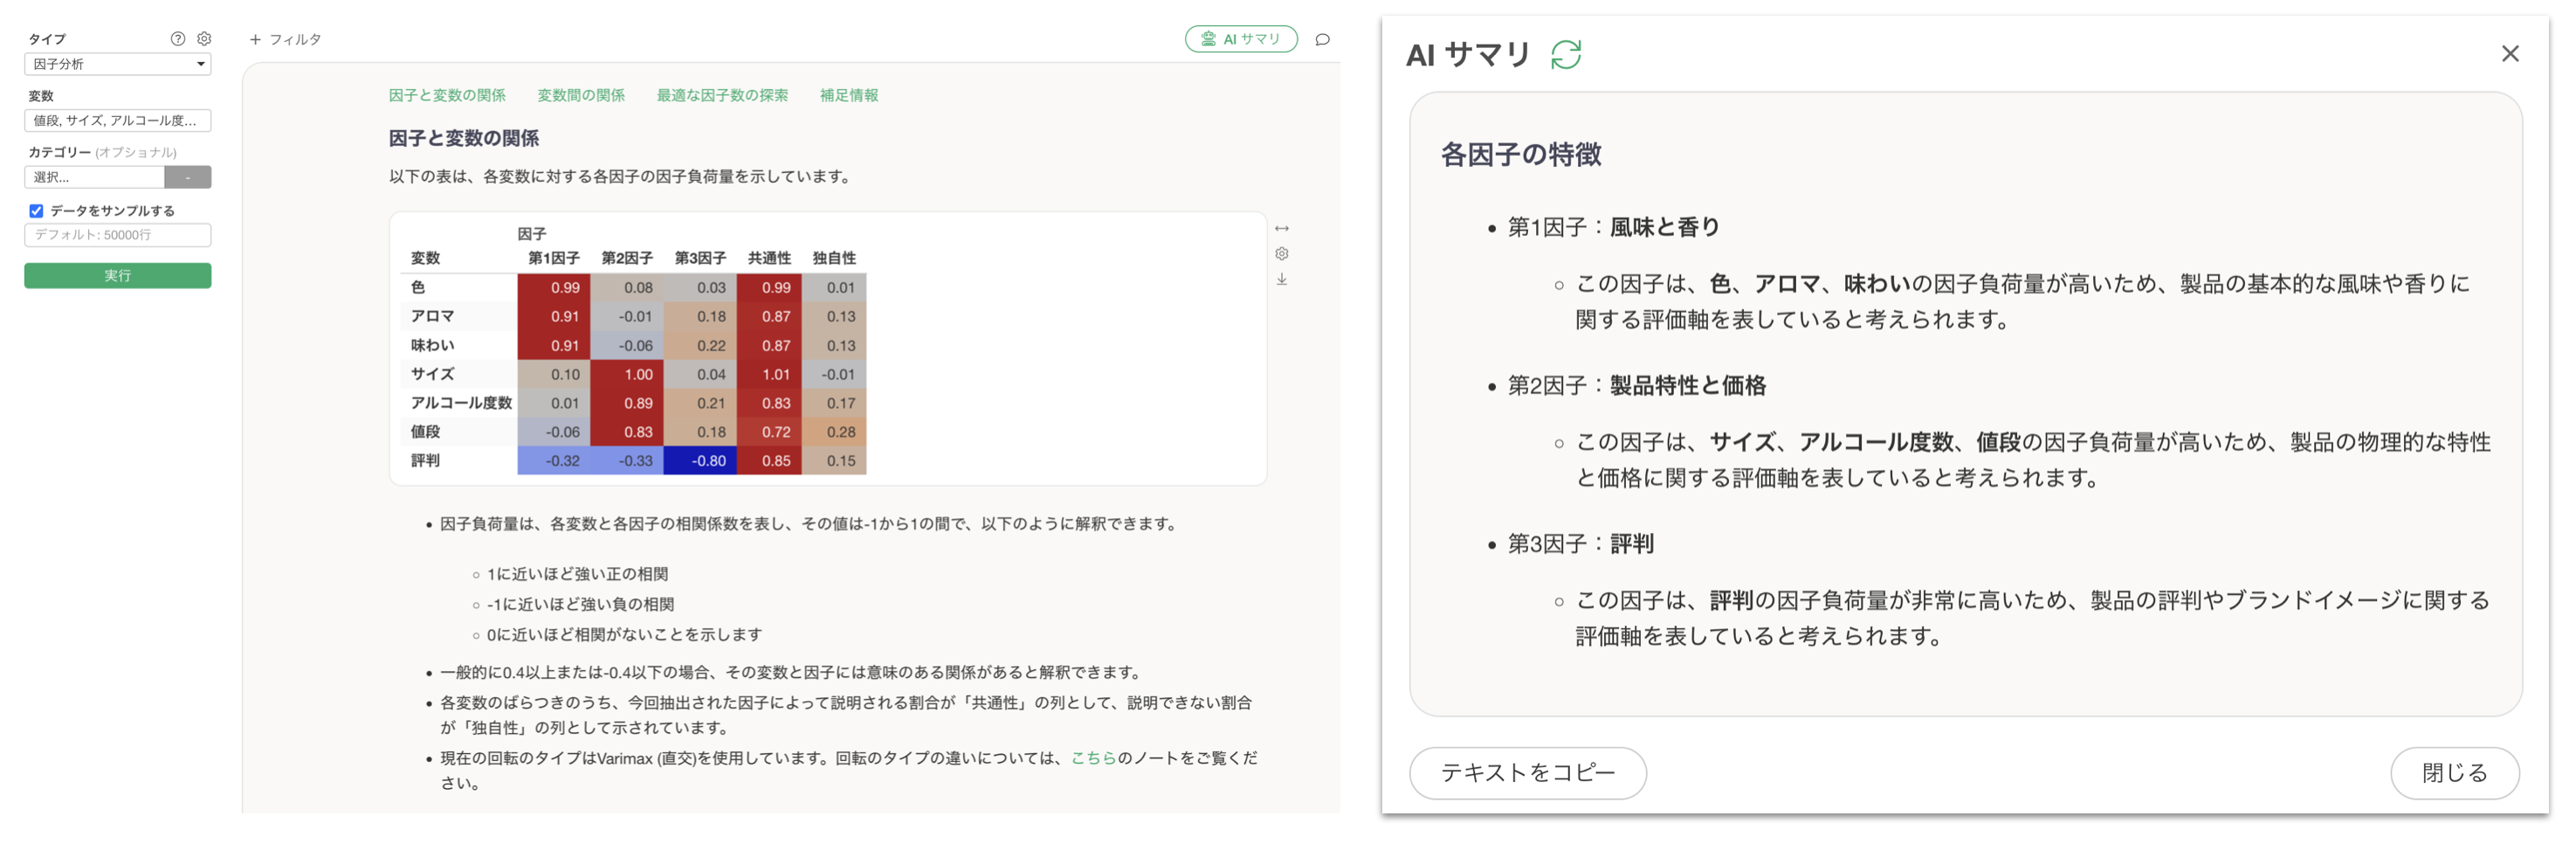 タイプ
因子分析
変数
値段, サイズ, アルコール度...
カテゴリー (オプショナル)
選択...
-
データをサンプルする
デフォルト: 50000行
実行
+ フィルタ
AI サマリ
因子と変数の関係 変数間の関係 最適な因子数の探索 補足情報
因子と変数の関係
以下の表は、各変数に対する各因子の因子負荷量を示しています。
因子
変数 第1因子 第2因子 第3因子 共通性 独自性
色 0.99 0.08 0.03 0.99 0.01
アロマ 0.91 -0.01 0.18 0.87 0.13
味わい 0.91 -0.06 0.22 0.87 0.13
サイズ 0.10 1.00 0.04 1.01 -0.01
アルコール度数 0.01 0.89 0.21 0.83 0.17
値段 -0.06 0.83 0.18 0.72 0.28
評判 -0.32 -0.33 -0.80 0.85 0.15
• 因子負荷量は、各変数と各因子の相関係数を表し、その値は-1から1の間で、以下のように解釈できます。
○ 1に近いほど強い正の相関
○ -1に近いほど強い負の相関
○ 0に近いほど相関がないことを示します
• 一般的に0.4以上または-0.4以下の場合、その変数と因子には意味のある関係があると解釈できます。
• 各変数のばらつきのうち、今回抽出された因子によって説明される割合が「共通性」の列として、説明できない割合
が「独自性」の列として示されています。
• 現在の回転のタイプはVarimax (直交)を使用しています。回転のタイプの違いについては、こちらのノートをご覧くだ
さい。
AI サマリ
各因子の特徴
• 第1因子：風味と香り
○ この因子は、色、アロマ、味わいの因子負荷量が高いため、製品の基本的な風味や香りに
関する評価軸を表していると考えられます。
• 第2因子：製品特性と価格
○ この因子は、サイズ、アルコール度数、値段の因子負荷量が高いため、製品の物理的な特性
と価格に関する評価軸を表していると考えられます。
• 第3因子：評判
○ この因子は、評判の因子負荷量が非常に高いため、製品の評判やブランドイメージに関する
評価軸を表していると考えられます。
テキストをコピー
閉じる